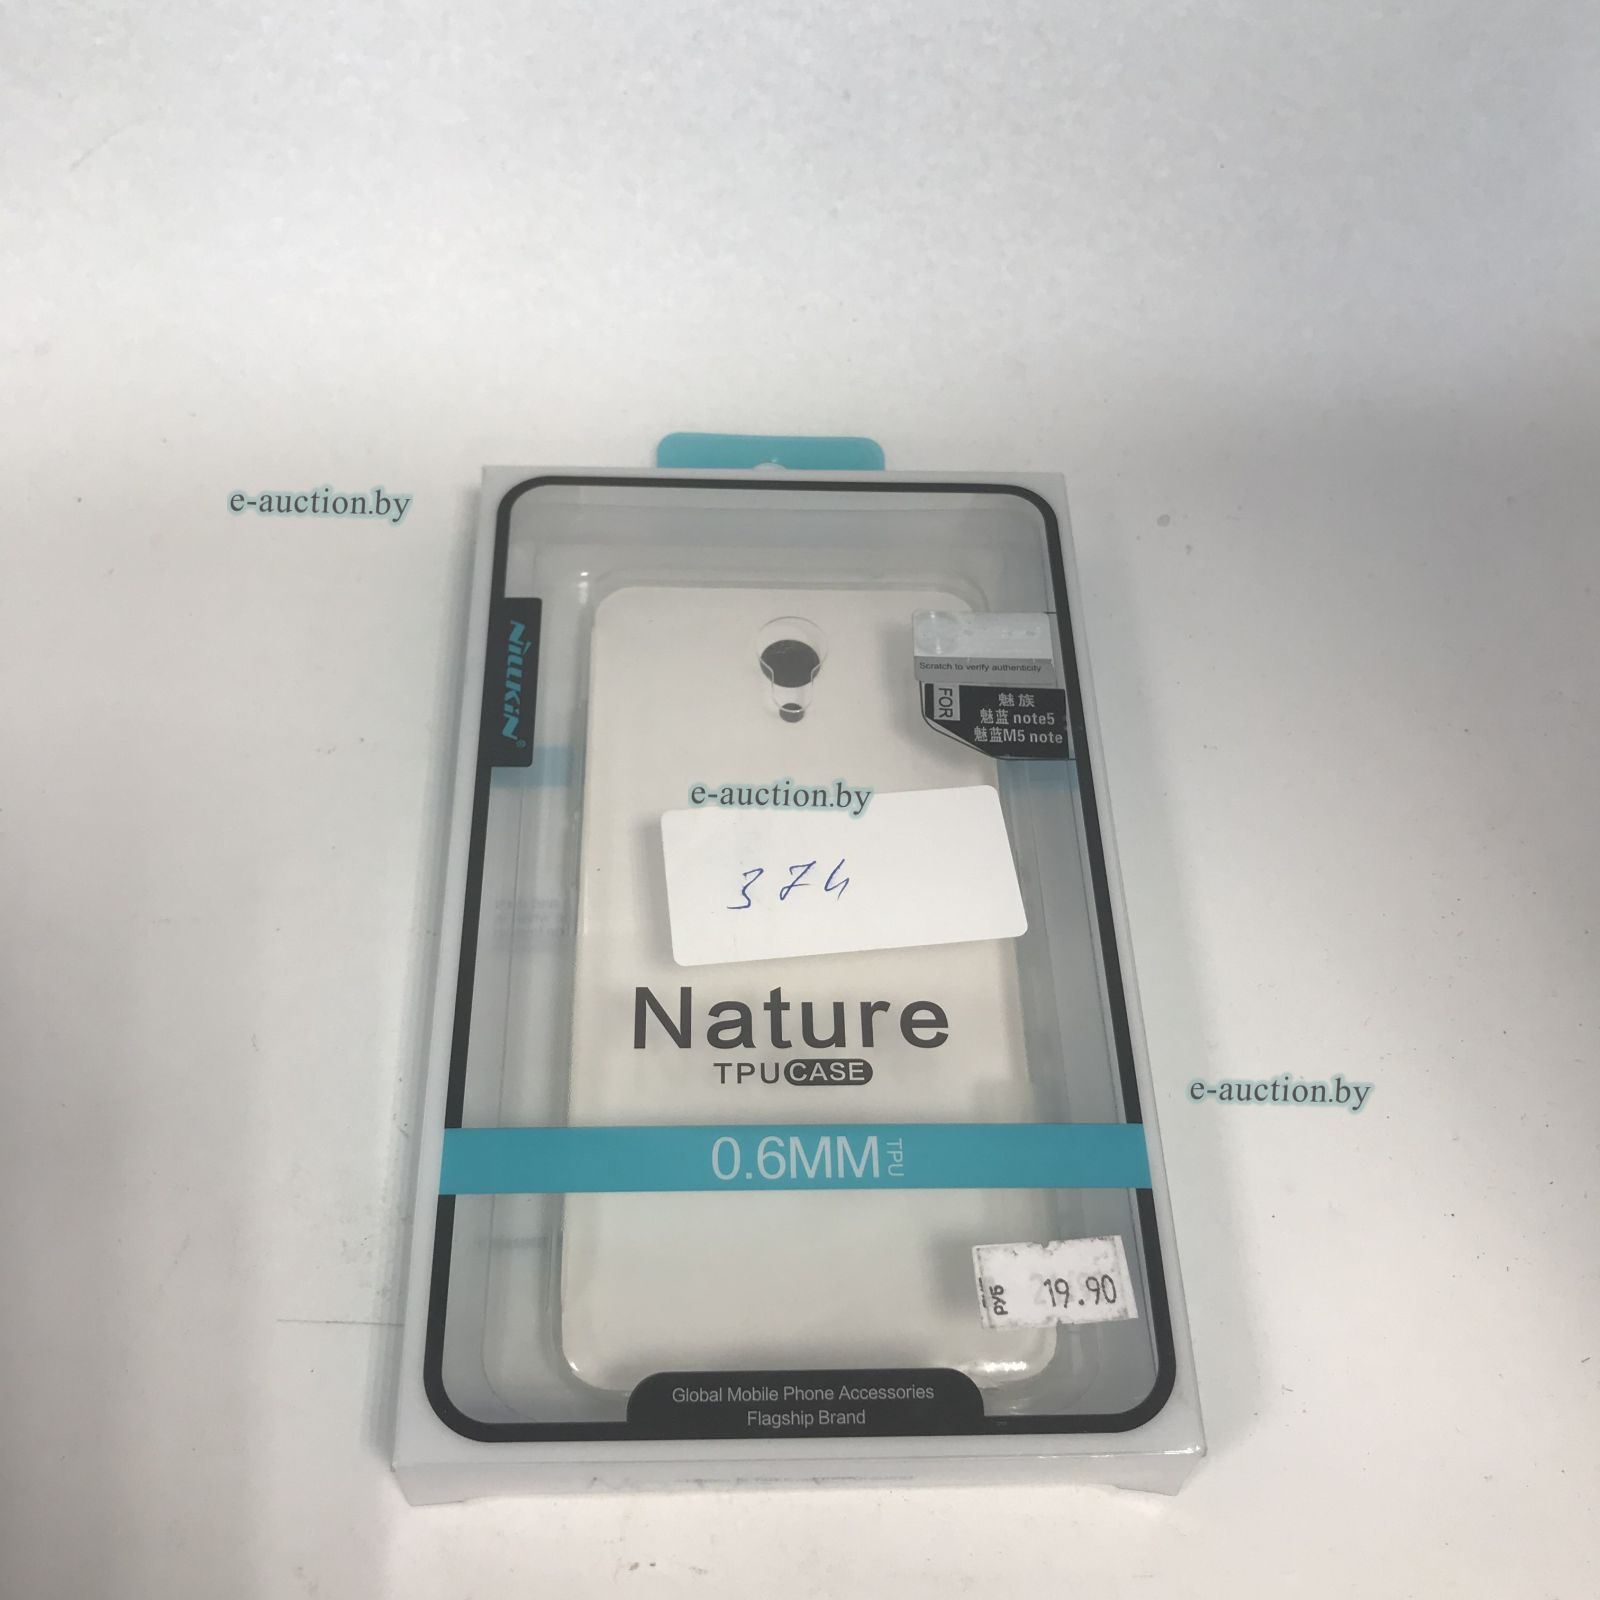 e-auction.by
NILLKIN®
Scratch to verify authenticity
FOR
魅族
魅蓝 note5
魅蓝M5 note
e-auction.by
374
Nature
TPU CASE
e-auction.by
0.6MM TPU
руб 19.90
Global Mobile Phone Accessories
Flagship Brand